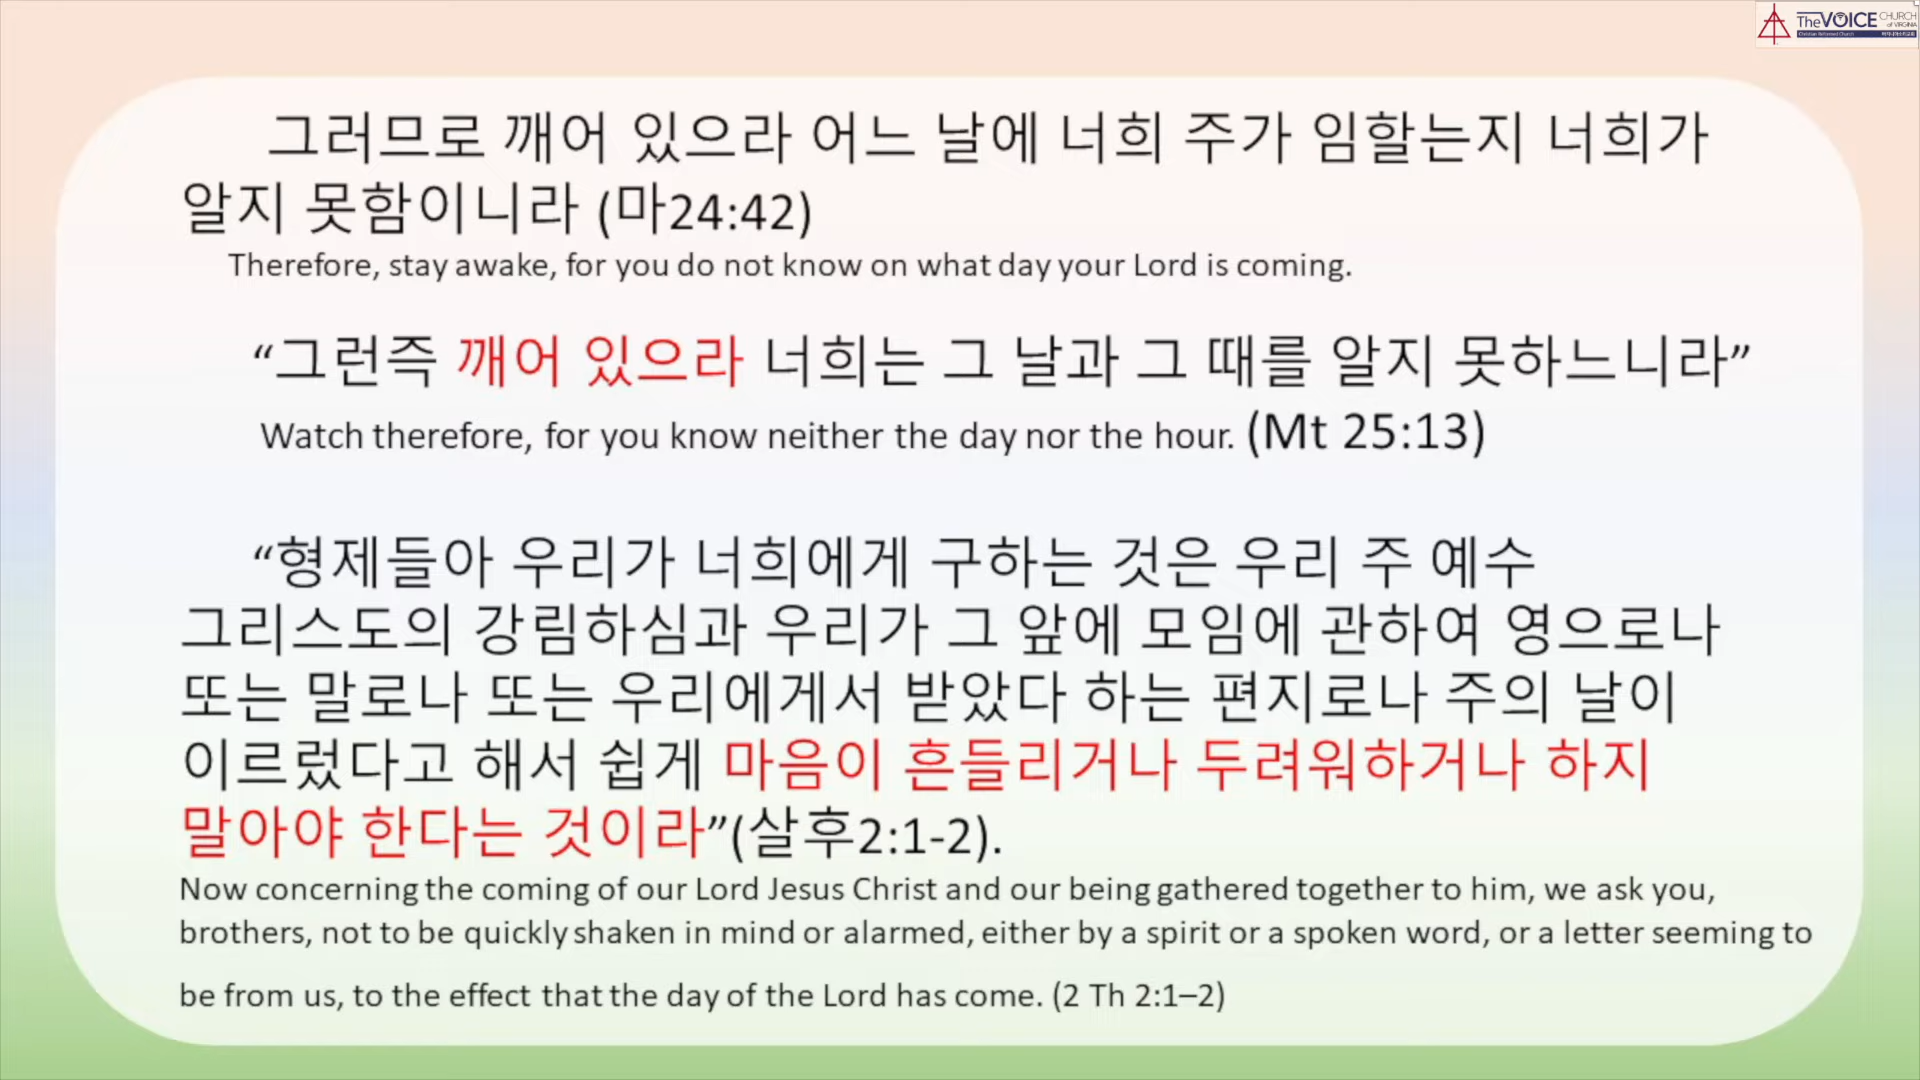 TheVOICE CHURCH
of VIRGINIA
Christian Reformed Church
그러므로 깨어 있으라 어느 날에 너희 주가 임할는지 너희가
알지 못함이니라 (마24:42)
Therefore, stay awake, for you do not know on what day your Lord is coming.
“그런즉 깨어 있으라 너희는 그 날과 그 때를 알지 못하느니라”
Watch therefore, for you know neither the day nor the hour. (Mt 25:13)
“형제들아 우리가 너희에게 구하는 것은 우리 주 예수
그리스도의 강림하심과 우리가 그 앞에 모임에 관하여 영으로나
또는 말로나 또는 우리에게서 받았다 하는 편지로나 주의 날이
이르렀다고 해서 쉽게 마음이 흔들리거나 두려워하거나 하지
말아야 한다는 것이라”(살후2:1-2).
Now concerning the coming of our Lord Jesus Christ and our being gathered together to him, we ask you,
brothers, not to be quickly shaken in mind or alarmed, either by a spirit or a spoken word, or a letter seeming to
be from us, to the effect that the day of the Lord has come. (2 Th 2:1–2)